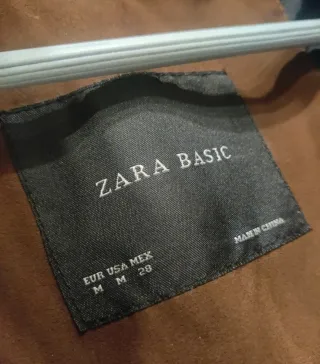 ZARA BASIC
EUR USA MEX
M M 28
MADE IN CHINA